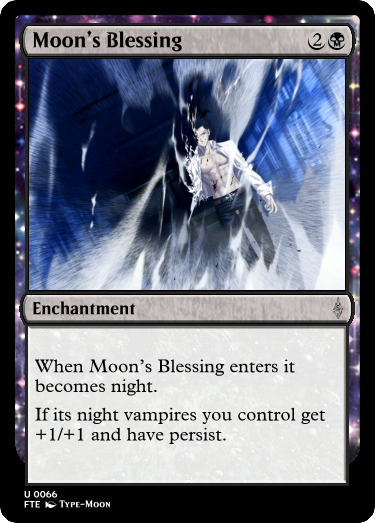 Moon's Blessing 2
Enchantment
When Moon's Blessing enters it
becomes night.
If its night vampires you control get
+1/+1 and have persist.
U 0066
FTE Type-Moon